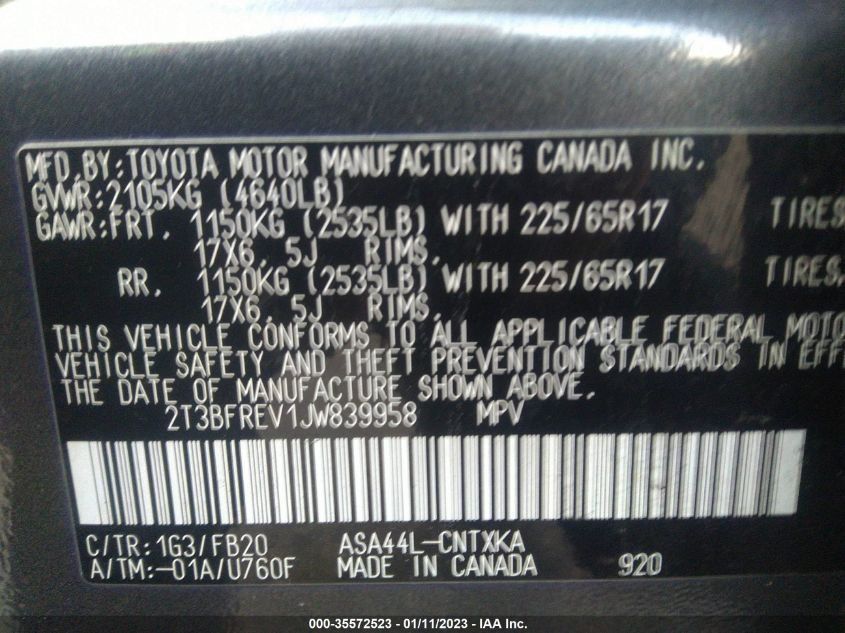 MFD.BY:TOYOTA MOTOR MANUFACTURING CANADA INC.
GVWR:2105KG (4640LB)
GAWR:FRT. 1150KG (2535LB) WITH 225/65R17 TIRES
17X6.5J RIMS.
RR. 1150KG (2535LB) WITH 225/65R17 TIRES,
17X6.5J RIMS.
THIS VEHICLE CONFORMS TO ALL APPLICABLE FEDERAL MOTO
VEHICLE SAFETY AND THEFT PREVENTION STANDARDS IN EFF
THE DATE OF MANUFACTURE SHOWN ABOVE.
2T3BFREV1JW839958 MPV
C/TR:1G3/FB20 ASA44L-CNTXKA
A/TM:-01A/U760F MADE IN CANADA 920
000-35572523 - 01/11/2023 - IAA Inc.